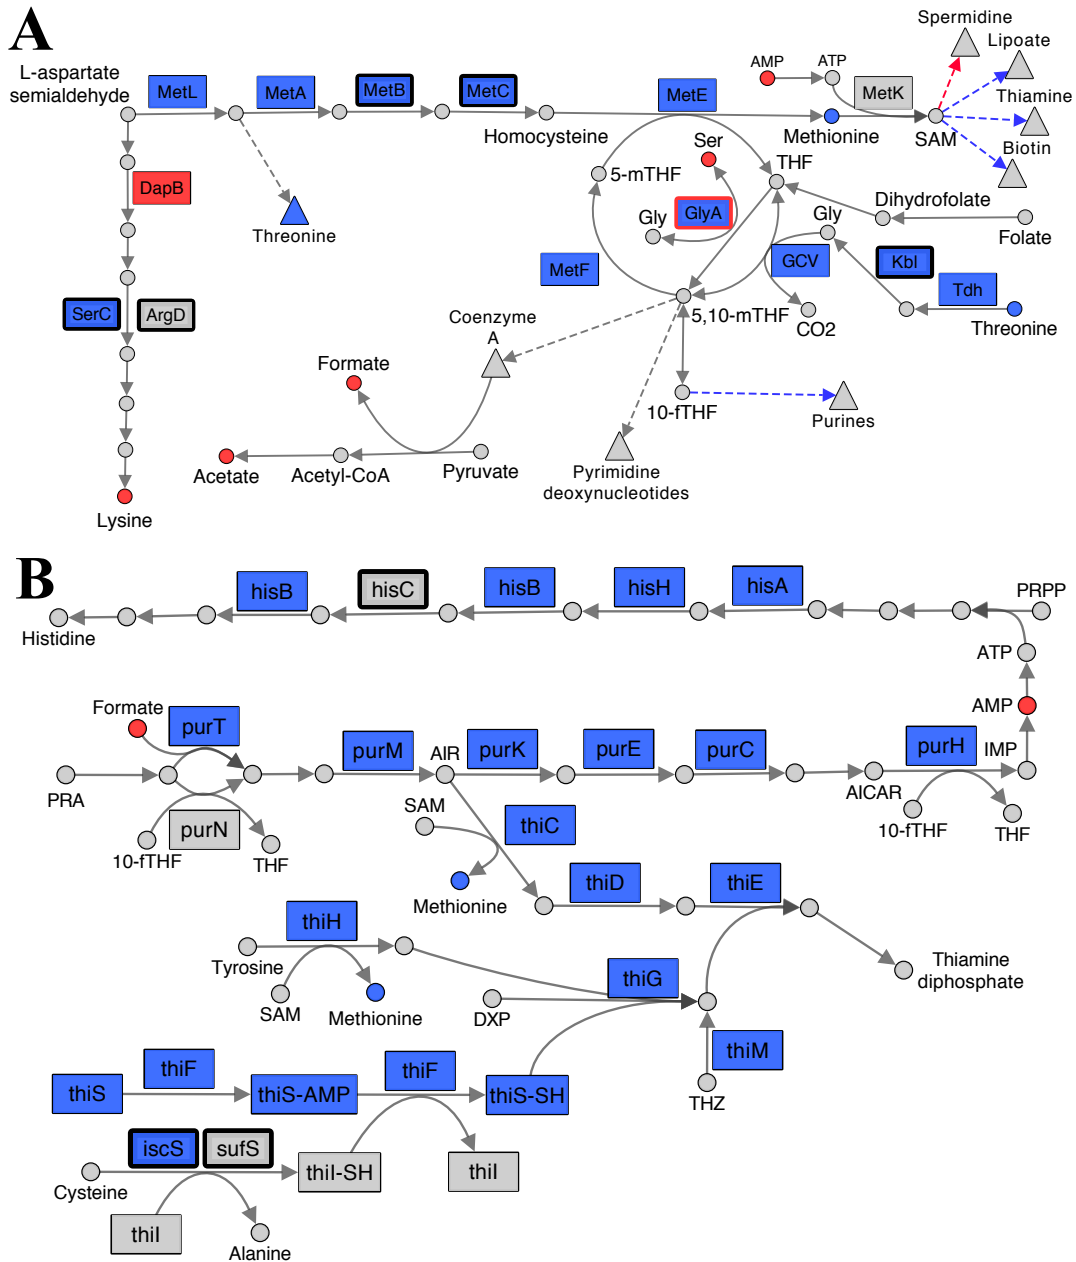 A
Spermidine
Lipoate
AMP
ATP
L-aspartate
semialdehyde
MetL
MetA
MetB
MetC
MetE
MetK
Thiamine
Homocysteine
Methionine
SAM
Biotin
Ser
THF
5-mTHF
DapB
Dihydrofolate
Threonine
Gly
GlyA
Gly
Folate
MetF
GCV
Kbl
Tdh
SerC
ArgD
Coenzyme
A
5,10-mTHF
CO2
Threonine
Formate
10-fTHF
Purines
Acetate
Acetyl-CoA
Pyruvate
Pyrimidine
deoxynucleotides
Lysine
B
hisB
hisC
hisB
hisH
hisA
PRPP
Histidine
ATP
Formate
AMP
purT
purM
AIR
purK
purE
purC
purH
IMP
PRA
AICAR
SAM
purN
thiC
10-fTHF
THF
10-fTHF
THF
Methionine
thiD
thiE
thiH
Tyrosine
thiG
Thiamine
diphosphate
SAM
Methionine
DXP
thiM
thiF
thiF
thiS
thiS-AMP
thiS-SH
THZ
iscS
sufS
Cysteine
thiI-SH
thiI
thiI
Alanine